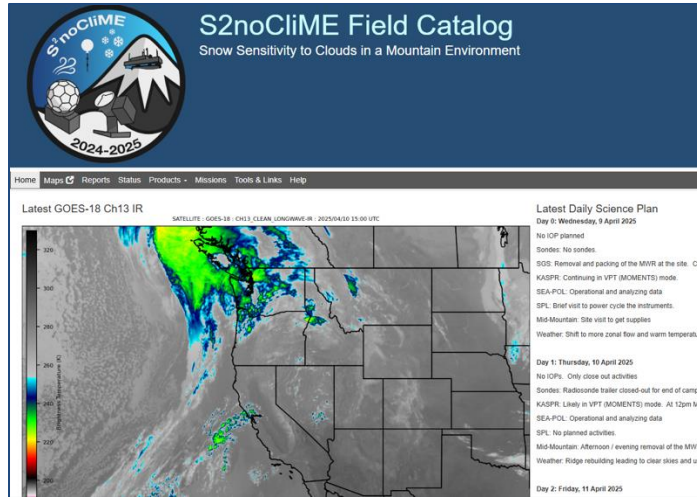 S²noCliME
2024-2025
S2noCliME Field Catalog
Snow Sensitivity to Clouds in a Mountain Environment
Home Maps Reports Status Products Missions Tools & Links Help
Latest GOES-18 Ch13 IR
SATELLITE : GOES-18 : CH13_CLEAN_LONGWAVE-IR : 2025/04/10 15:00 UTC
320
300
280
260
240
220
200
Brightness Temperature (K)
Latest Daily Science Plan
Day 0: Wednesday, 9 April 2025
No IOP planned
Sondes: No sondes.
SGS: Removal and packing of the MWR at the site. C
KASPR: Continuing in VPT (MOMENTS) mode.
SEA-POL: Operational and analyzing data
SPL: Brief visit to power cycle the instruments.
Mid-Mountain: Site visit to get supplies
Weather: Shift to more zonal flow and warm temperatu
Day 1: Thursday, 10 April 2025
No IOPs. Only close out activities
Sondes: Radiosonde trailer closed-out for end of camp
KASPR: Likely in VPT (MOMENTS) mode. At 12pm M
SEA-POL: Operational and analyzing data
SPL: No planned activities.
Mid-Mountain: Afternoon / evening removal of the MW
Weather: Ridge rebuilding leading to clear skies and u
Day 2: Friday, 11 April 2025